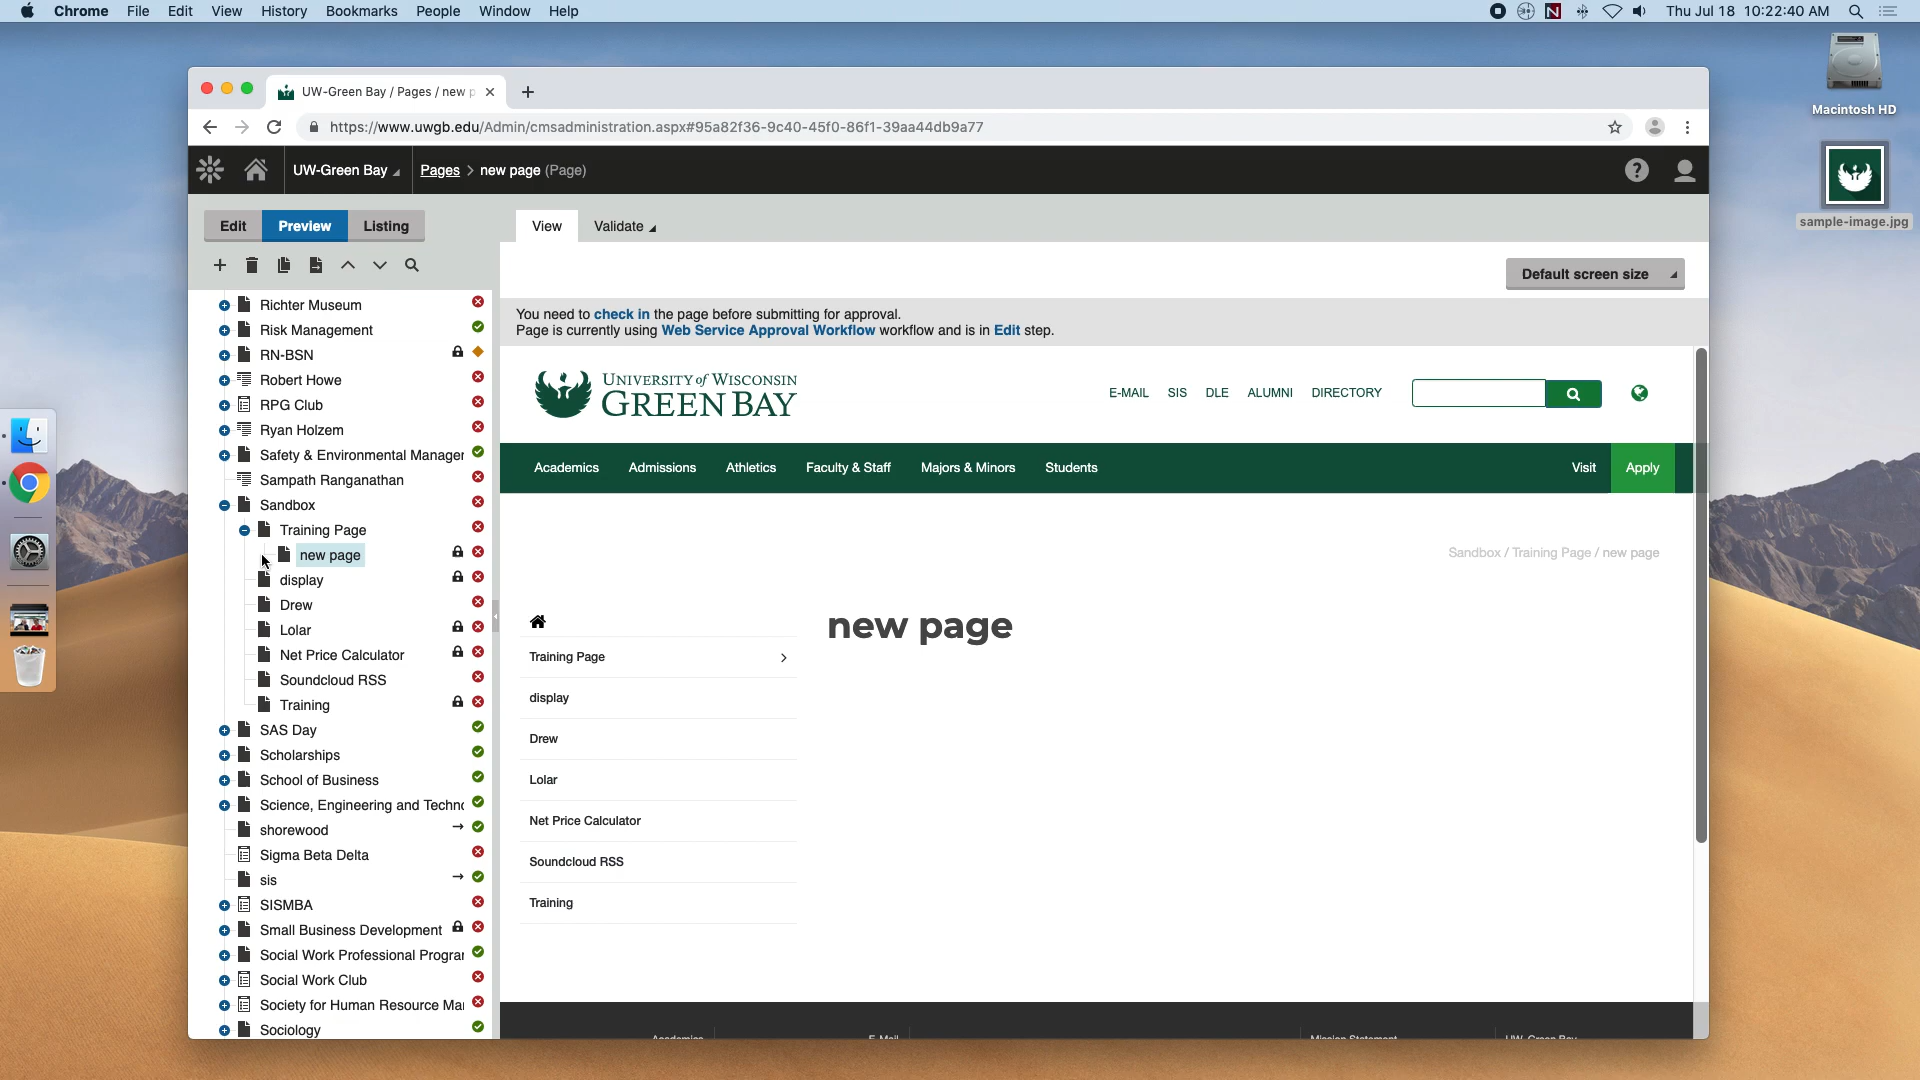 Chrome File Edit View History Bookmarks People Window Help
Thu Jul 18 10:22:40 AM
Macintosh HD
sample-image.jpg
UW-Green Bay / Pages / new p
https://www.uwgb.edu/Admin/cmsadministration.aspx#95a82f36-9c40-45f0-86f1-39aa44db9a77
UW-Green Bay Pages > new page (Page)
Edit Preview Listing
View Validate
Default screen size
You need to check in the page before submitting for approval.
Page is currently using Web Service Approval Workflow workflow and is in Edit step.
Richter Museum
Risk Management
RN-BSN
Robert Howe
RPG Club
Ryan Holzem
Safety & Environmental Manager
Sampath Ranganathan
Sandbox
Training Page
new page
display
Drew
Lolar
Net Price Calculator
Soundcloud RSS
Training
SAS Day
Scholarships
School of Business
Science, Engineering and Techno
shorewood
Sigma Beta Delta
sis
SISMBA
Small Business Development
Social Work Professional Progra
Social Work Club
Society for Human Resource Ma
Sociology
UNIVERSITY of WISCONSIN
GREEN BAY
E-MAIL SIS DLE ALUMNI DIRECTORY
Academics Admissions Athletics Faculty & Staff Majors & Minors Students Visit Apply
Sandbox / Training Page / new page
new page
Training Page
display
Drew
Lolar
Net Price Calculator
Soundcloud RSS
Training
Academics E-Mail Mission Statement UW-Green Bay